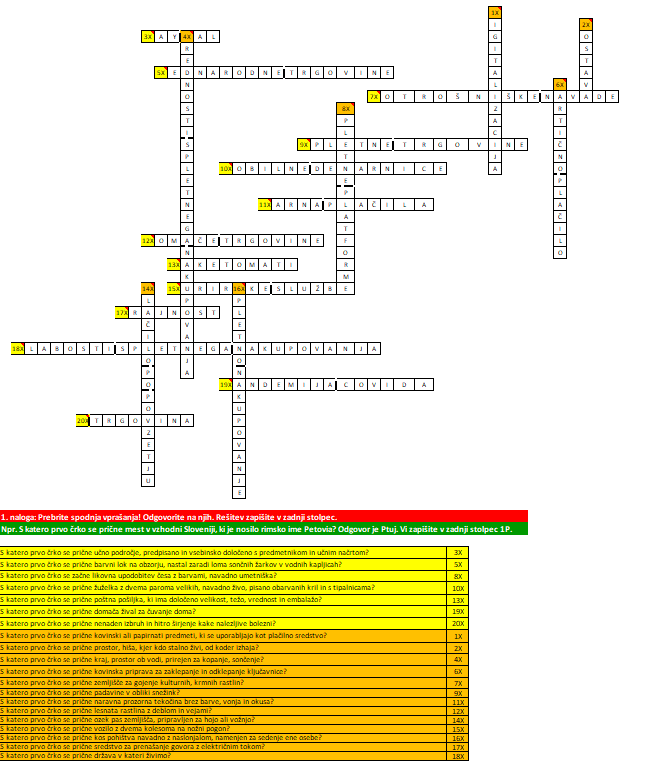 1X
I
G
I
T
A
L
I
Z
A
C
I
J
A
2X
O
S
T
A
V
A
3X A Y 4X A L
R
E
D
N
O
S
T
I
S
P
L
E
T
N
E
G
A
N
A
K
U
P
O
V
A
N
J
A
5X E D N A R O D N E T R G O V I N E
6X
A
R
T
I
Č
N
O
P
L
A
Č
I
L
O
7X O T R O Š N I Š K E N A V A D E
8X
P
L
E
T
N
E
P
L
A
T
F
O
R
M
E
9X P L E T N E T R G O V I N E
10X O B I L N E D E N A R N I C E
11X A R N A P L A Č I L A
12X O M A Č E T R G O V I N E
13X A K E T O M A T I
14X
L
A
Č
I
L
O
P
O
P
O
V
Z
E
T
J
U
15X U R I R 16X K E S L U Ž B E
P
L
E
T
N
O
N
A
K
U
P
O
V
A
N
J
E
17X R A J N O S T
18X L A B O S T I S P L E T N E G A N A K U P O V A N J A
19X A N D E M I J A C O V I D A
20X T R G O V I N A
1. naloga: Prebrite spodnja vprašanja! Odgovorite na njih. Rešitev zapišite v zadnji stolpec.
Npr. S katero prvo črko se prične mest v vzhodni Sloveniji, ki je nosilo rimsko ime Petovia? Odgovor je Ptuj. Vi zapišite v zadnji stolpec 1P.
S katero prvo črko se prične učno področje, predpisano in vsebinsko določeno s predmetnikom in učnim načrtom? 3X
S katero prvo črko se prične barvni lok na obzorju, nastal zaradi loma sončnih žarkov v vodnih kapljicah? 5X
S katero prvo črko se začne likovna upodobitev česa z barvami, navadno umetniška? 8X
S katero prvo črko se prične žuželka z dvema paroma velikih, navadno živo, pisano obarvanih kril in s tipalnicama? 10X
S katero prvo črko se prične poštna pošiljka, ki ima določeno velikost, težo, vrednost in embalažo? 13X
S katero prvo črko se prične domača žival za čuvanje doma? 19X
S katero prvo črko se prične nenaden izbruh in hitro širjenje kake nalezljive bolezni? 20X
S katero prvo črko se prične kovinski ali papirnati predmeti, ki se uporabljajo kot plačilno sredstvo? 1X
S katero prvo črko se prične prostor, hiša, kjer kdo stalno živi, od koder izhaja? 2X
S katero prvo črko se prične kraj, prostor ob vodi, prirejen za kopanje, sončenje? 4X
S katero prvo črko se prične kovinska priprava za zaklepanje in odklepanje ključavnice? 6X
S katero prvo črko se prične zemljišče za gojenje kulturnih, krmnih rastlin? 7X
S katero prvo črko se prične padavine v obliki snežink? 9X
S katero prvo črko se prične naravna prozorna tekočina brez barve, vonja in okusa? 11X
S katero prvo črko se prične lesnata rastlina z deblom in vejami? 12X
S katero prvo črko se prične ozek pas zemljišča, pripravljen za hojo ali vožnjo? 14X
S katero prvo črko se prične vozilo z dvema kolesoma na nožni pogon? 15X
S katero prvo črko se prične kos pohištva navadno z naslonjalom, namenjen za sedenje ene osebe? 16X
S katero prvo črko se prične sredstvo za prenašanje govora z električnim tokom? 17X
S katero prvo črko se prične država v kateri živimo? 18X